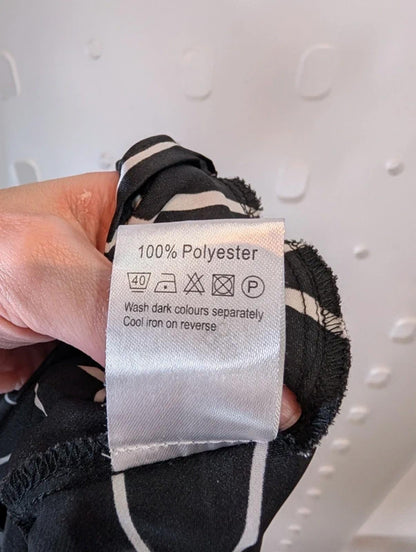 100% Polyester
40 P
Wash dark colours separately
Cool iron on reverse